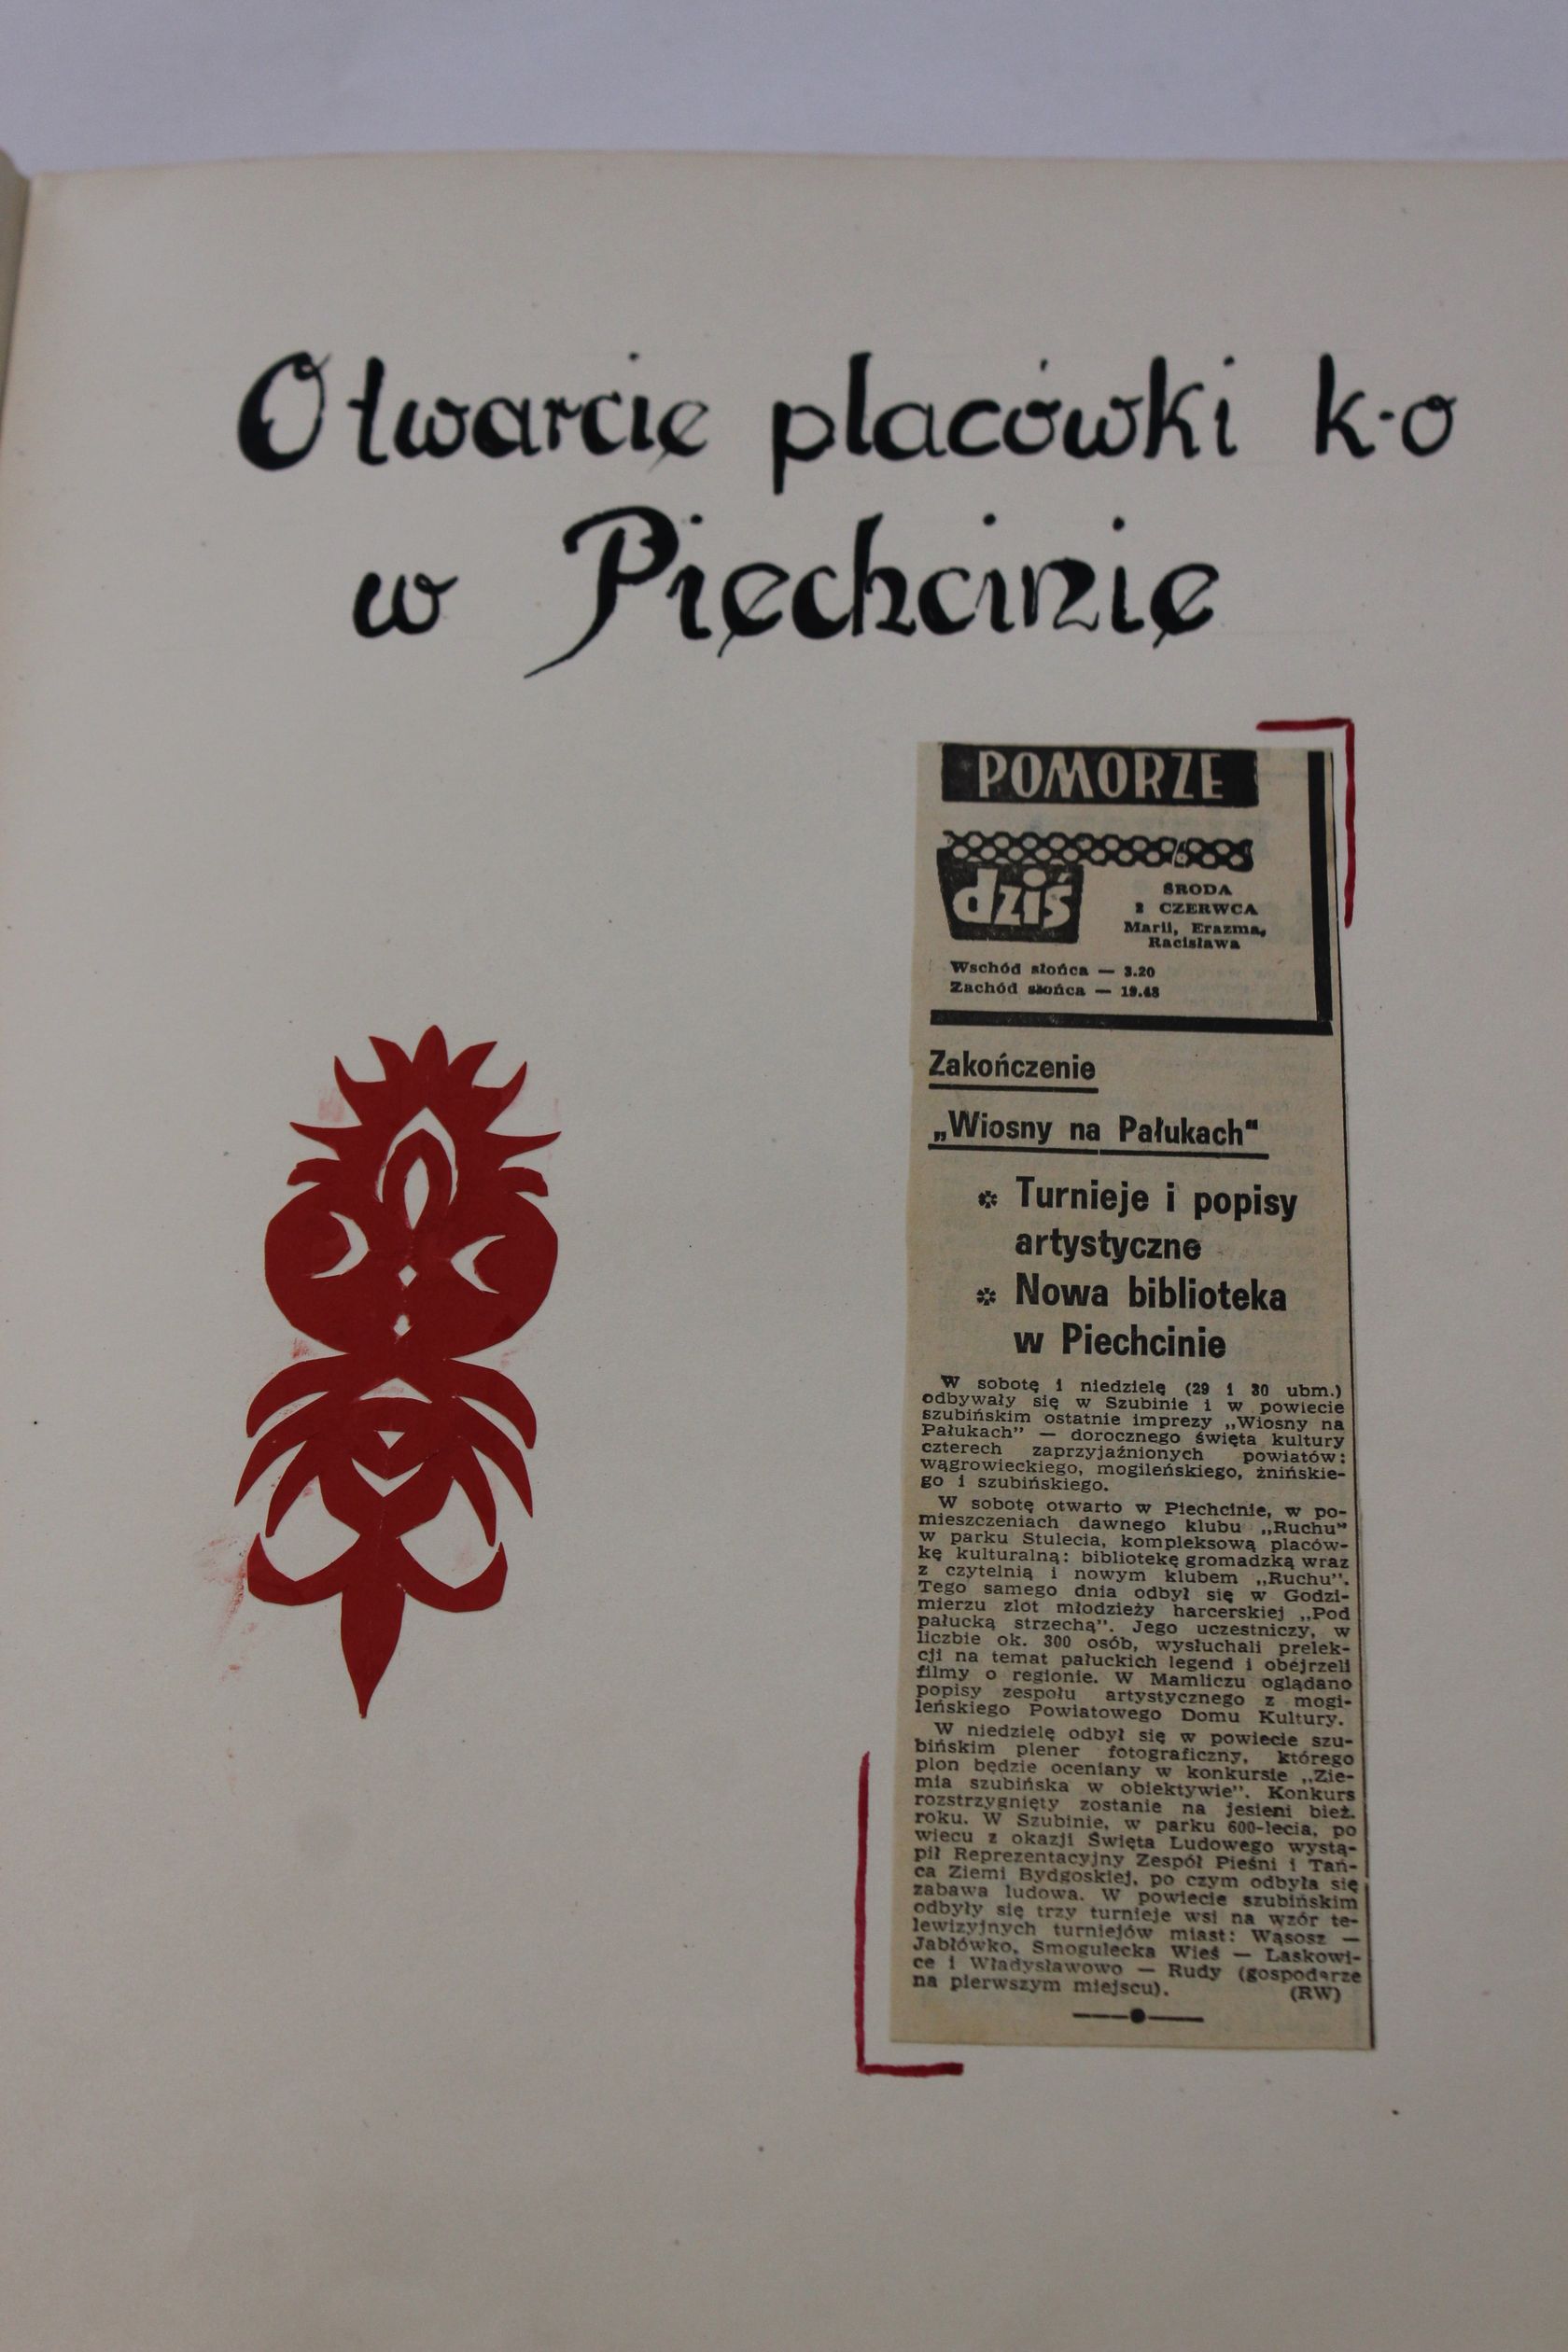 Otwarcie placówki k-o
w Piechcinie
POMORZE
dziś
ŚRODA
2 CZERWCA
Marii, Erazma,
Racisława
Wschód słońca — 3.20
Zachód słońca — 19.48
Zakończenie
„Wiosny na Pałukach"
* Turnieje i popisy
artystyczne
* Nowa biblioteka
w Piechcinie
W sobotę i niedzielę (29 i 30 ubm.)
odbywały się w Szubinie i w powiecie
szubińskim ostatnie imprezy „Wiosny na
Pałukach" — dorocznego święta kultury
czterech zaprzyjaźnionych powiatów:
wągrowieckiego, mogileńskiego, żnińskie-
go i szubińskiego.
W sobotę otwarto w Piechcinie, w po-
mieszczeniach dawnego klubu „Ruchu"
w parku Stulecia, kompleksową placów-
kę kulturalną: bibliotekę gromadzką wraz
z czytelnią i nowym klubem „Ruchu".
Tego samego dnia odbył się w Godzi-
mierzu zlot młodzieży harcerskiej „Pod
pałucką strzechą". Jego uczestniczy, w
liczbie ok. 300 osób, wysłuchali prelek-
cji na temat pałuckich legend i obejrzeli
filmy o regionie. W Mamliczu oglądano
popisy zespołu artystycznego z mogi-
leńskiego Powiatowego Domu Kultury.
W niedzielę odbył się w powiecie szu-
bińskim plener fotograficzny, którego
plon będzie oceniany w konkursie „Zie-
mia szubińska w obiektywie". Konkurs
rozstrzygnięty zostanie na jesieni bież.
roku. W Szubinie, w parku 600-lecia, po
wiecu z okazji Święta Ludowego wystą-
pił Reprezentacyjny Zespół Pieśni i Tań-
ca Ziemi Bydgoskiej, po czym odbyła się
zabawa ludowa. W powiecie szubińskim
odbyły się trzy turnieje wsi na wzór te-
lewizyjnych turniejów miast: Wąsosz —
Jabłówko, Smogulecka Wieś — Laskowi-
ce i Władysławowo — Rudy (gospodarze
na pierwszym miejscu). (RW)